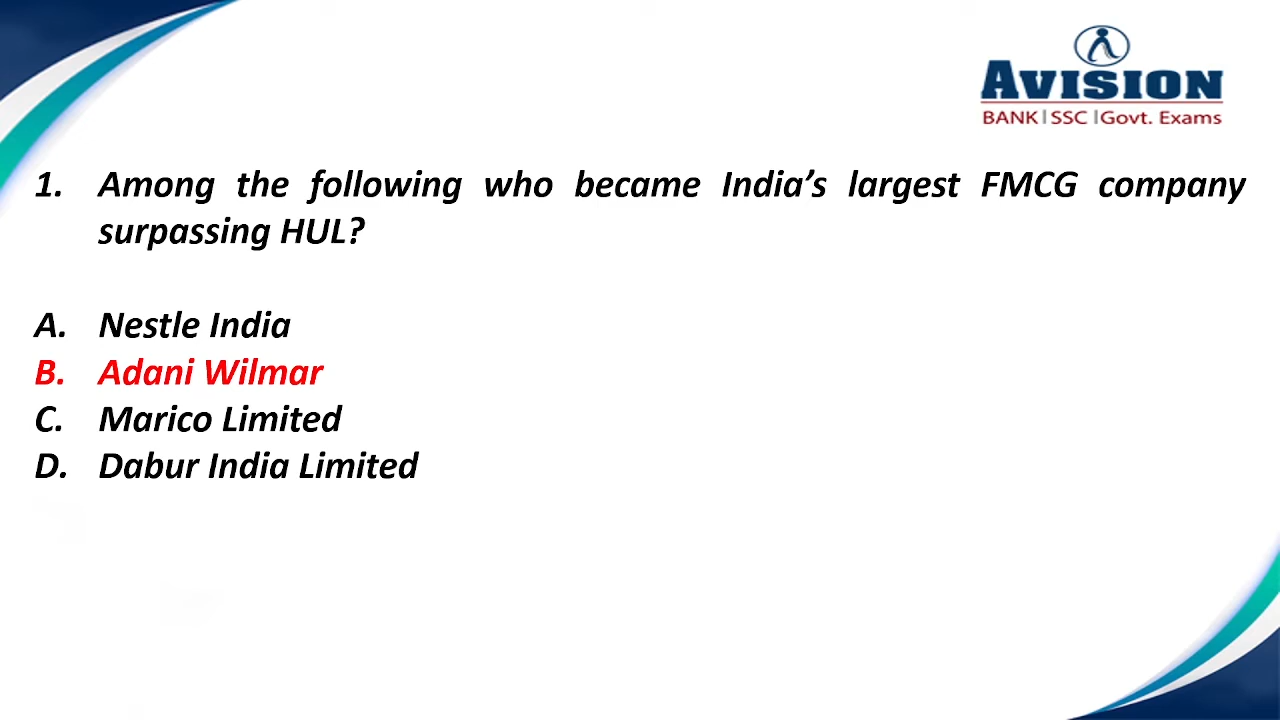 AVISION
BANK | SSC | Govt. Exams
1. Among the following who became India’s largest FMCG company
surpassing HUL?
A. Nestle India
B. Adani Wilmar
C. Marico Limited
D. Dabur India Limited